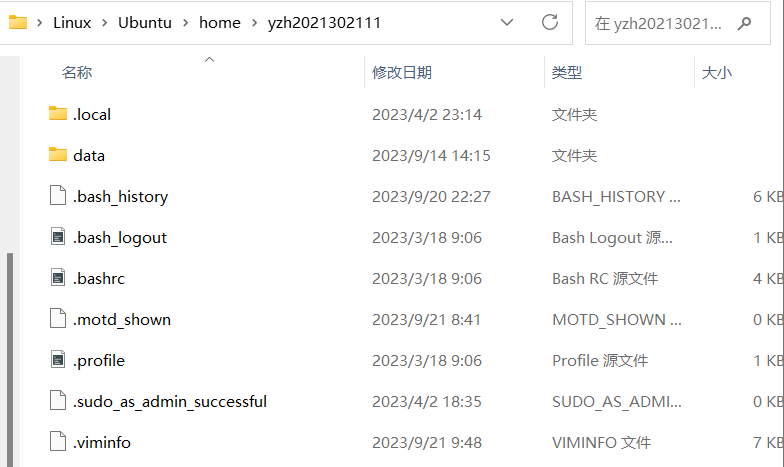 Linux > Ubuntu > home > yzh2021302111 在 yzh20213021...
名称 修改日期 类型 大小
.local 2023/4/2 23:14 文件夹
data 2023/9/14 14:15 文件夹
.bash_history 2023/9/20 22:27 BASH_HISTORY ... 6 KB
.bash_logout 2023/3/18 9:06 Bash Logout 源... 1 KB
.bashrc 2023/3/18 9:06 Bash RC 源文件 4 KB
.motd_shown 2023/9/21 8:41 MOTD_SHOWN ... 0 KB
.profile 2023/3/18 9:06 Profile 源文件 1 KB
.sudo_as_admin_successful 2023/4/2 18:35 SUDO_AS_ADMI... 0 KB
.viminfo 2023/9/21 9:48 VIMINFO 文件 7 KB